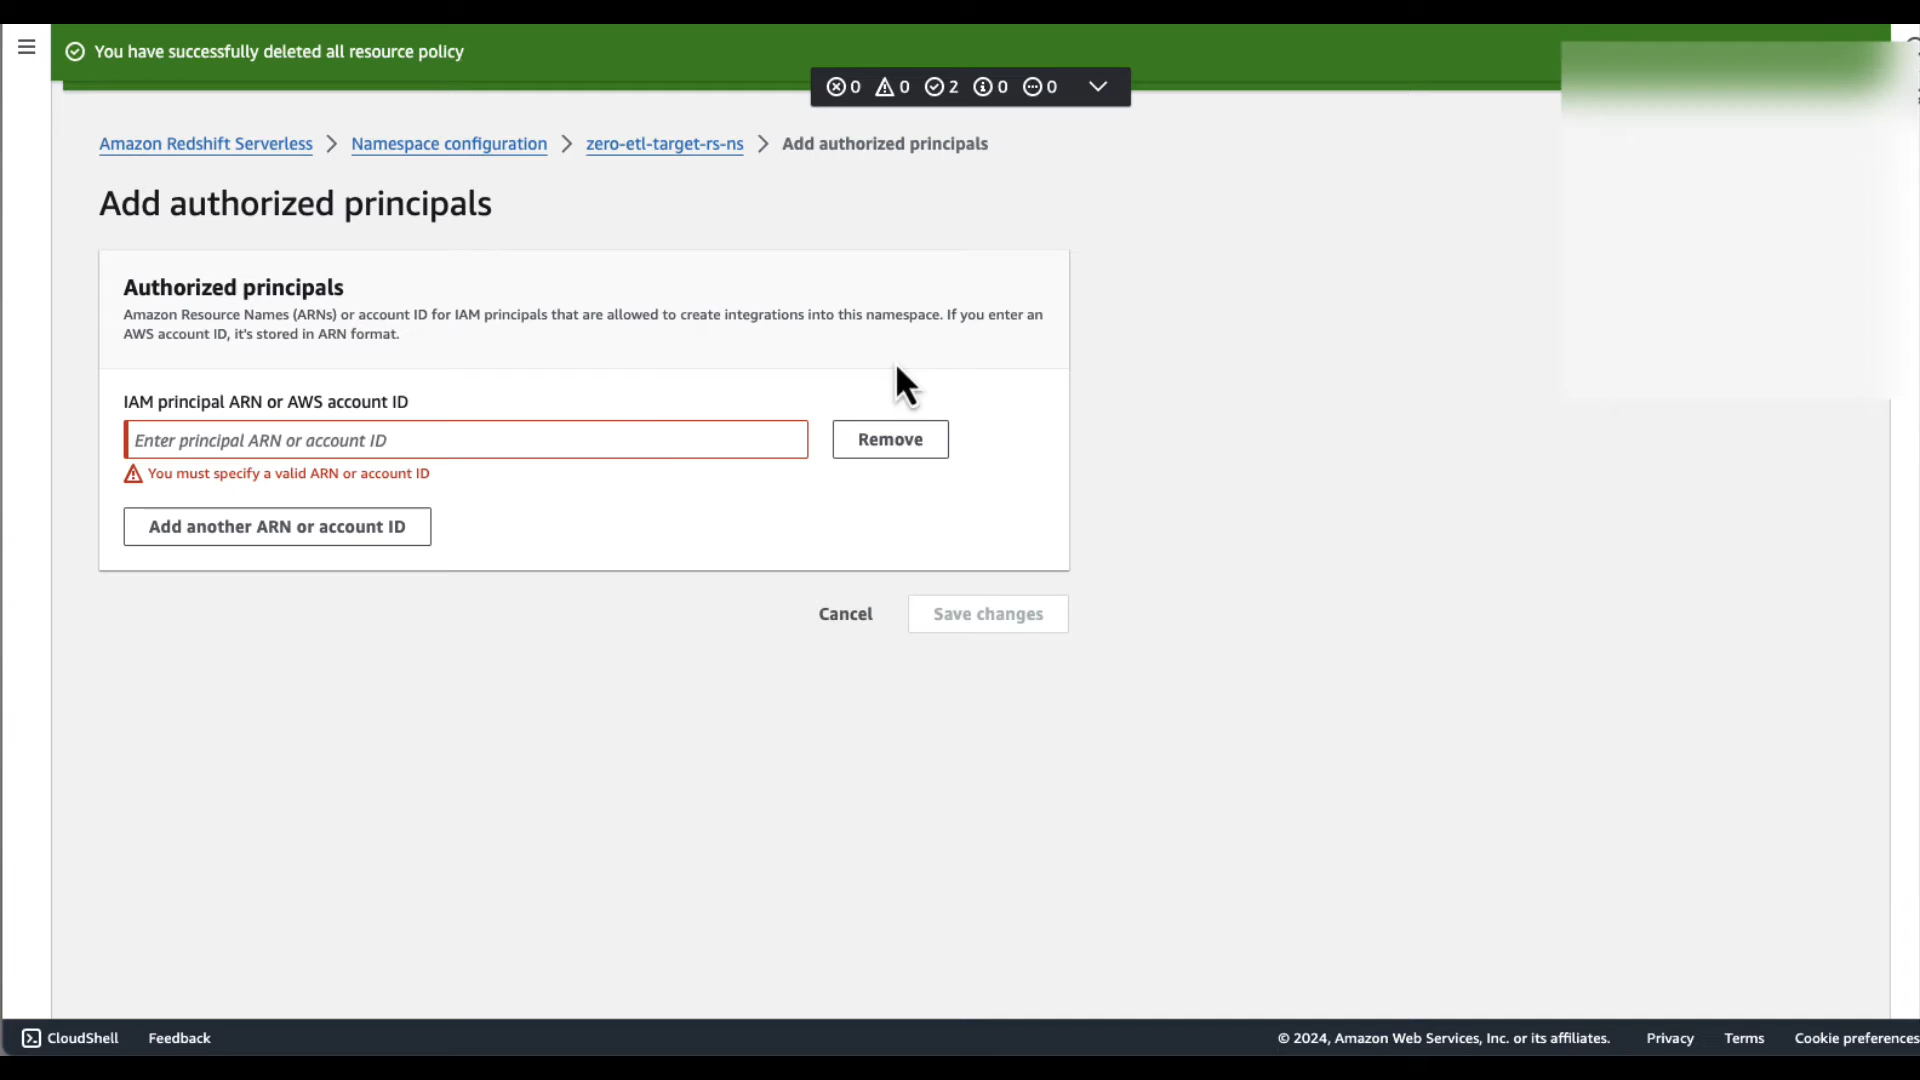 You have successfully deleted all resource policy
0 0 2 0 0
Amazon Redshift Serverless > Namespace configuration > zero-etl-target-rs-ns > Add authorized principals
Add authorized principals
Authorized principals
Amazon Resource Names (ARNs) or account ID for IAM principals that are allowed to create integrations into this namespace. If you enter an
AWS account ID, it's stored in ARN format.
IAM principal ARN or AWS account ID
Enter principal ARN or account ID
Remove
You must specify a valid ARN or account ID
Add another ARN or account ID
Cancel
Save changes
CloudShell Feedback © 2024, Amazon Web Services, Inc. or its affiliates. Privacy Terms Cookie preferences